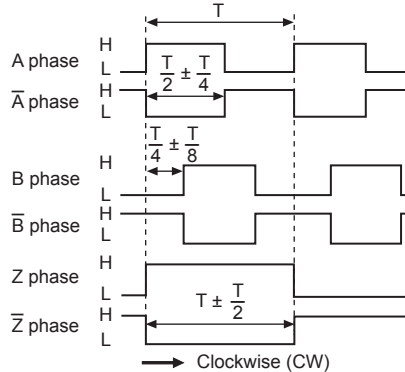 T
A phase H
L
T/2 ± T/4
A̅ phase H
L
T/4 ± T/8
B phase H
L
B̅ phase H
L
Z phase H
L
T ± T/2
Z̅ phase H
L
Clockwise (CW)